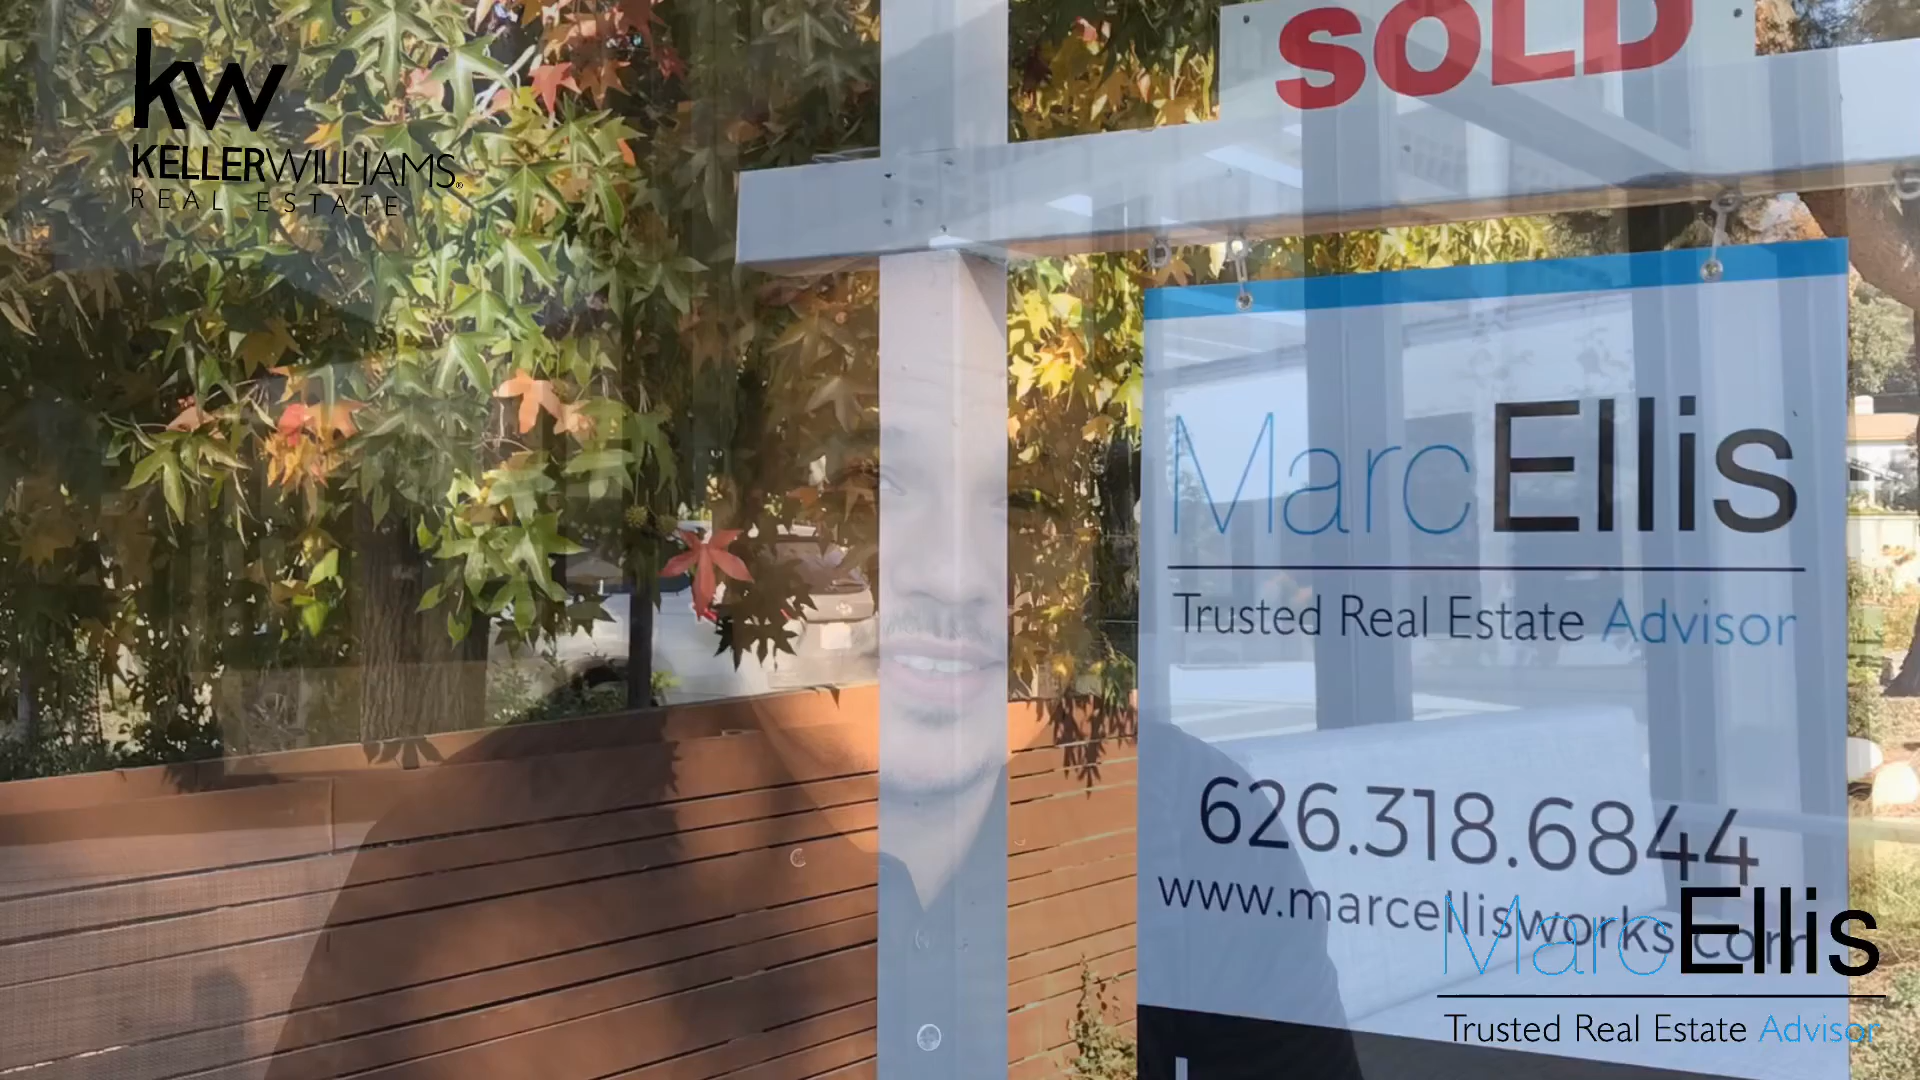 kw
KELLERWILLIAMS®
REAL ESTATE
SOLD
MarcEllis
Trusted Real Estate Advisor
626.318.6844
www.marcellisworks.com
MarcEllis
Trusted Real Estate Advisor